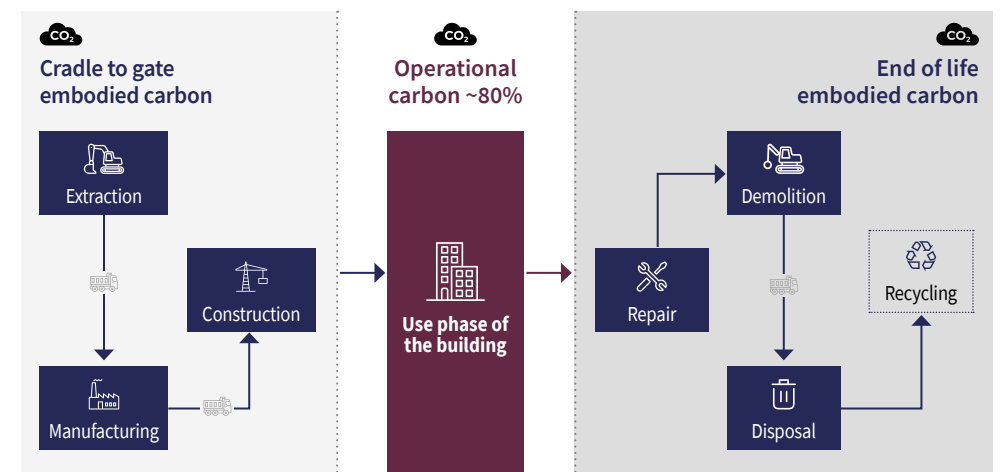 CO₂
Cradle to gate
embodied carbon
Extraction
Construction
Manufacturing
CO₂
Operational
carbon ~80%
Use phase of
the building
CO₂
End of life
embodied carbon
Demolition
Repair
Recycling
Disposal